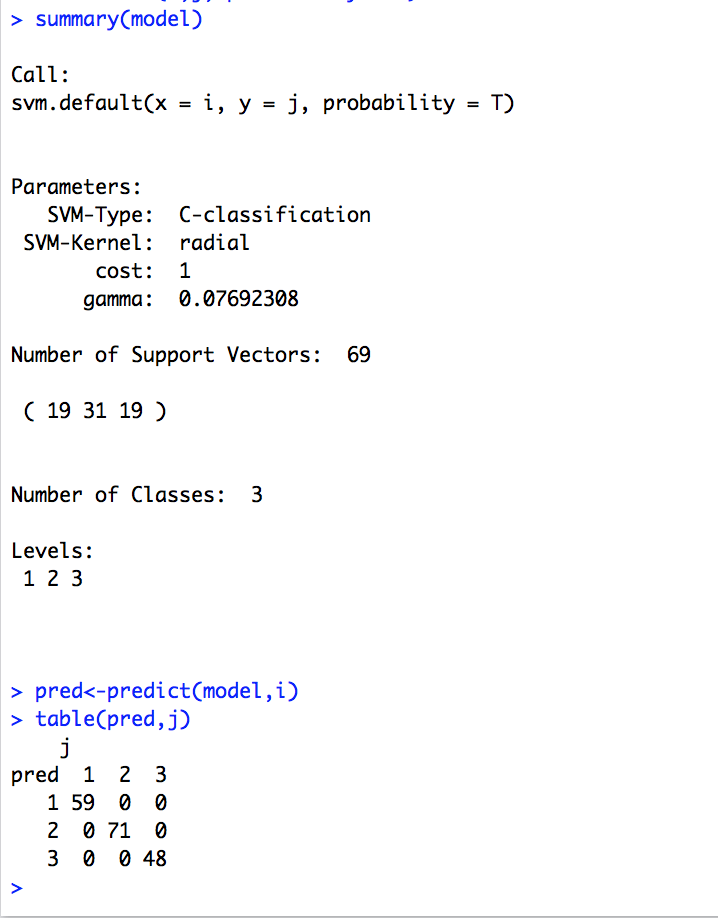 > summary(model)
Call:
svm.default(x = i, y = j, probability = T)
Parameters:
SVM-Type: C-classification
SVM-Kernel: radial
cost: 1
gamma: 0.07692308
Number of Support Vectors: 69
( 19 31 19 )
Number of Classes: 3
Levels:
1 2 3
> pred<-predict(model,i)
> table(pred,j)
j
pred 1 2 3
1 59 0 0
2 0 71 0
3 0 0 48
>